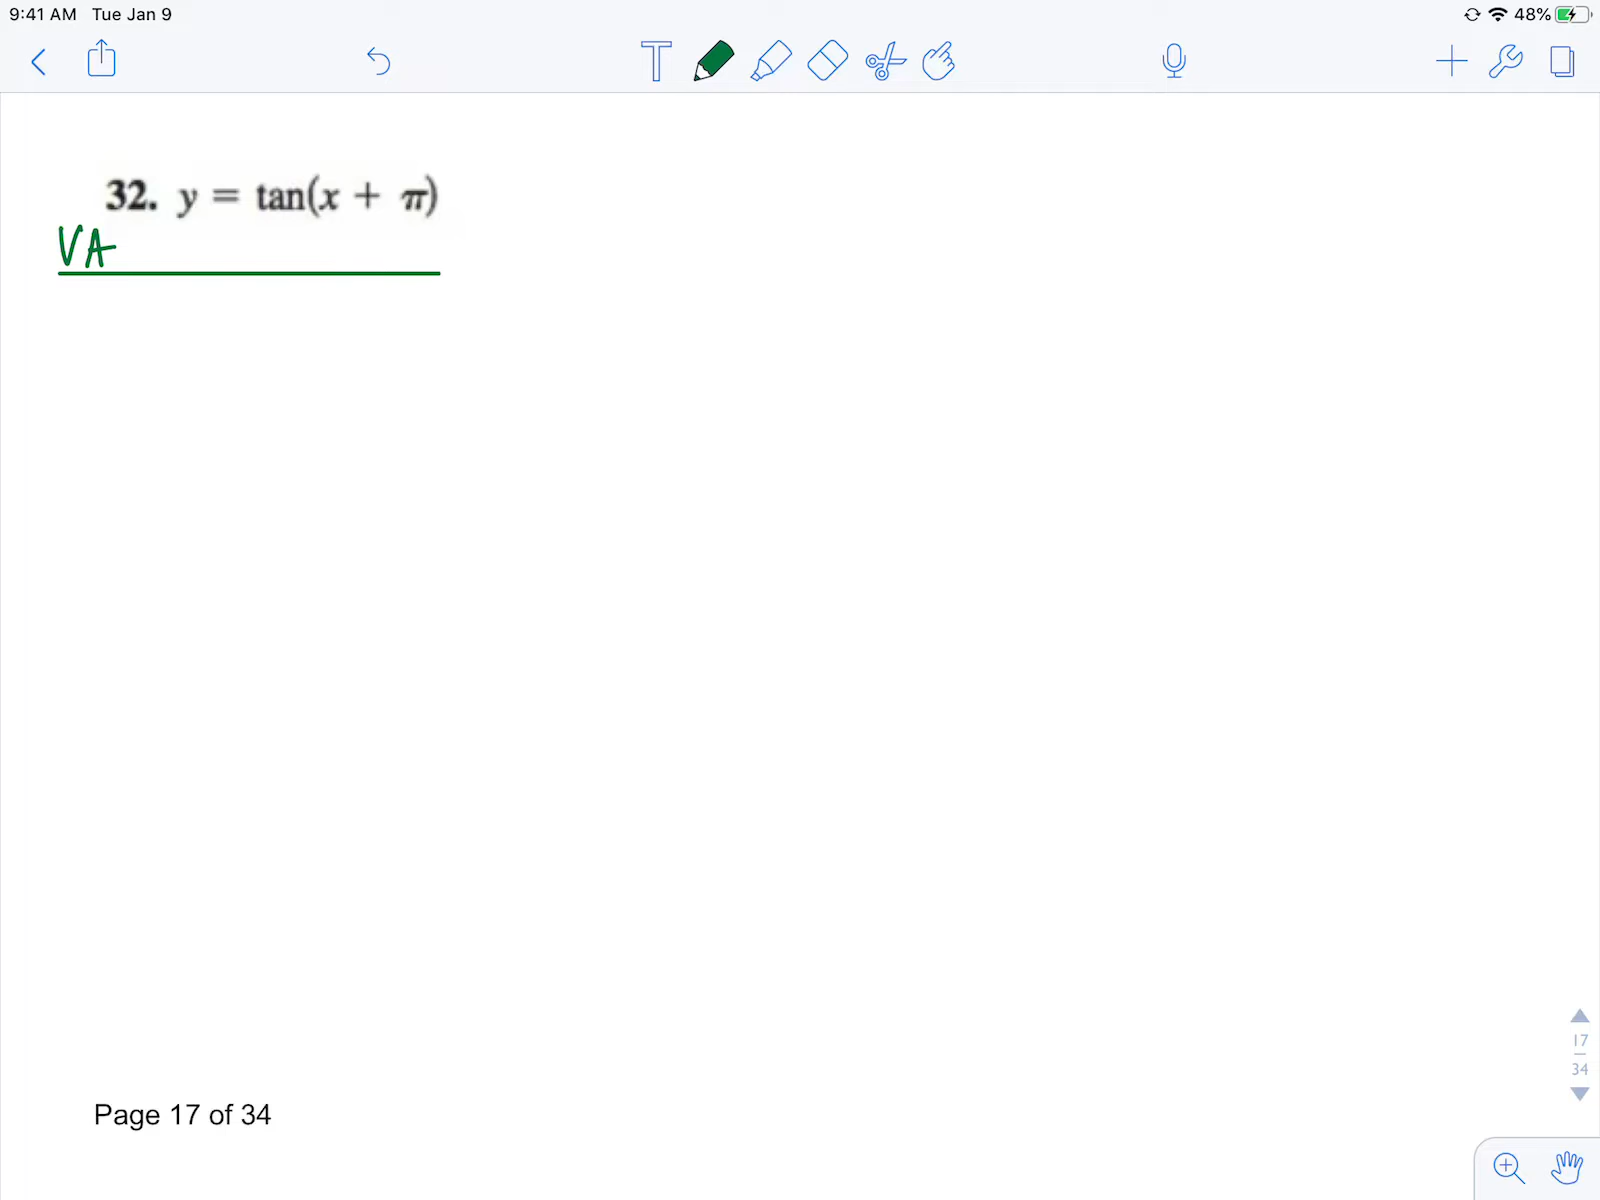 9:41 AM Tue Jan 9
48%
T
32. y = tan(x + π)
VA
17
34
Page 17 of 34